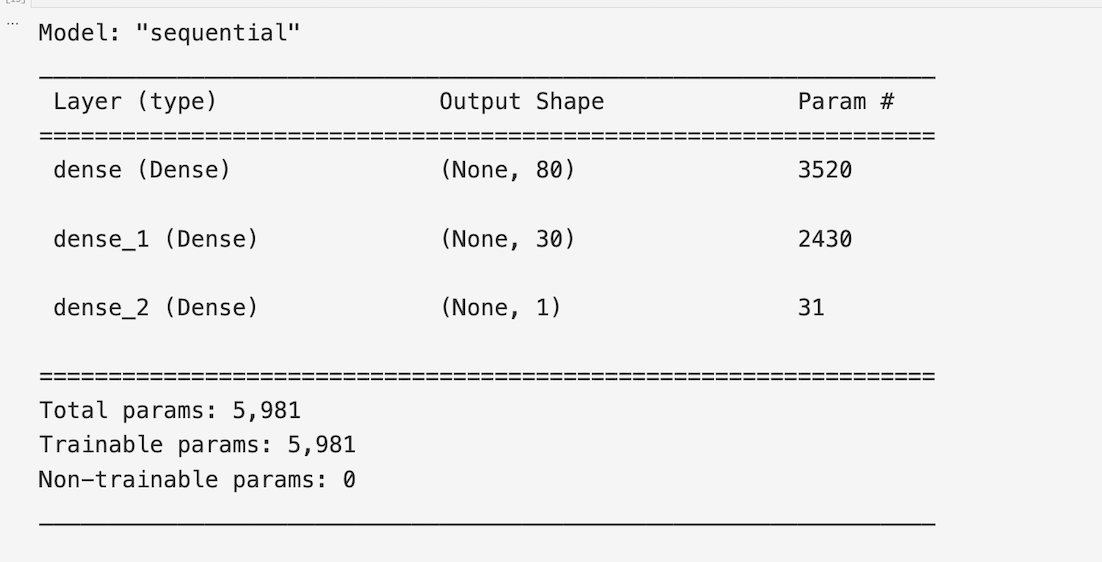 ...
Model: "sequential"
_________________________________________________________________
Layer (type) Output Shape Param #
=================================================================
dense (Dense) (None, 80) 3520
dense_1 (Dense) (None, 30) 2430
dense_2 (Dense) (None, 1) 31
=================================================================
Total params: 5,981
Trainable params: 5,981
Non-trainable params: 0
_________________________________________________________________